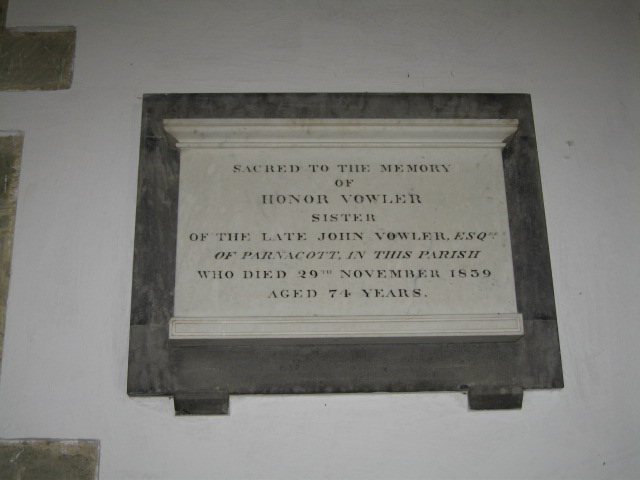 SACRED TO THE MEMORY
OF
HONOR VOWLER
SISTER
OF THE LATE JOHN VOWLER, ESQRE
OF PARNACOTT, IN THIS PARISH
WHO DIED 29TH NOVEMBER 1839
AGED 74 YEARS.